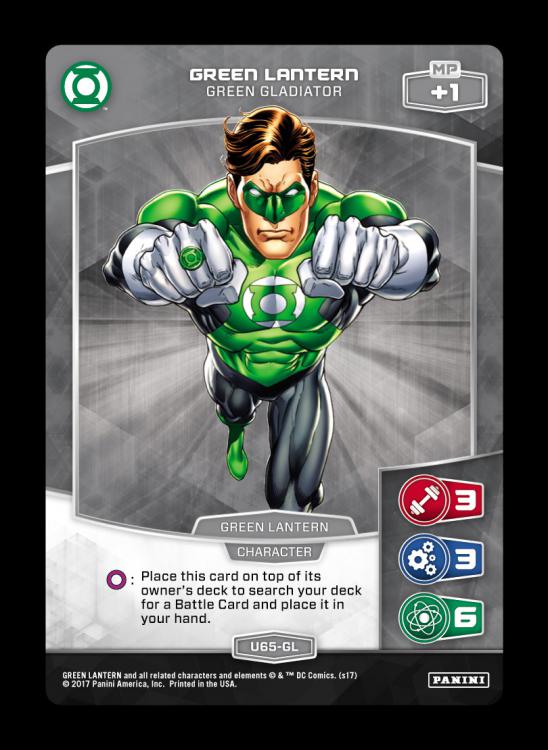 GREEN LANTERN
GREEN GLADIATOR
MP
+1
GREEN LANTERN
CHARACTER
3
3
6
: Place this card on top of its
owner's deck to search your deck
for a Battle Card and place it in
your hand.
U65-GL
GREEN LANTERN and all related characters and elements © & ™ DC Comics. (s17)
© 2017 Panini America, Inc. Printed in the USA.
PANINI